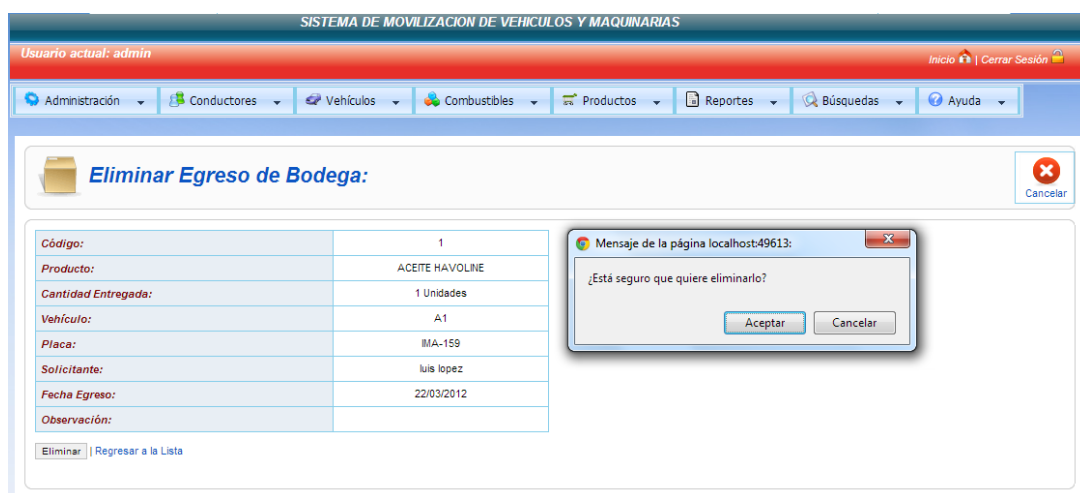 SISTEMA DE MOVILIZACION DE VEHICULOS Y MAQUINARIAS
Usuario actual: admin
Inicio | Cerrar Sesión
Administración Conductores Vehículos Combustibles Productos Reportes Búsquedas Ayuda
Eliminar Egreso de Bodega:
Cancelar
Código: 1
Producto: ACEITE HAVOLINE
Cantidad Entregada: 1 Unidades
Vehículo: A1
Placa: IMA-159
Solicitante: luis lopez
Fecha Egreso: 22/03/2012
Observación:
Eliminar | Regresar a la Lista
Mensaje de la página localhost:49613:
¿Está seguro que quiere eliminarlo?
Aceptar Cancelar